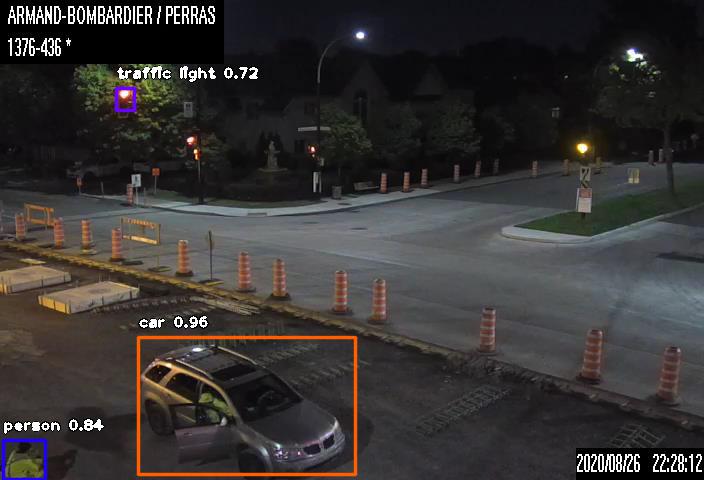 ARMAND-BOMBARDIER / PERRAS
1376-436 *
traffic light 0.72
car 0.96
person 0.84
2020/08/26 22:28:12